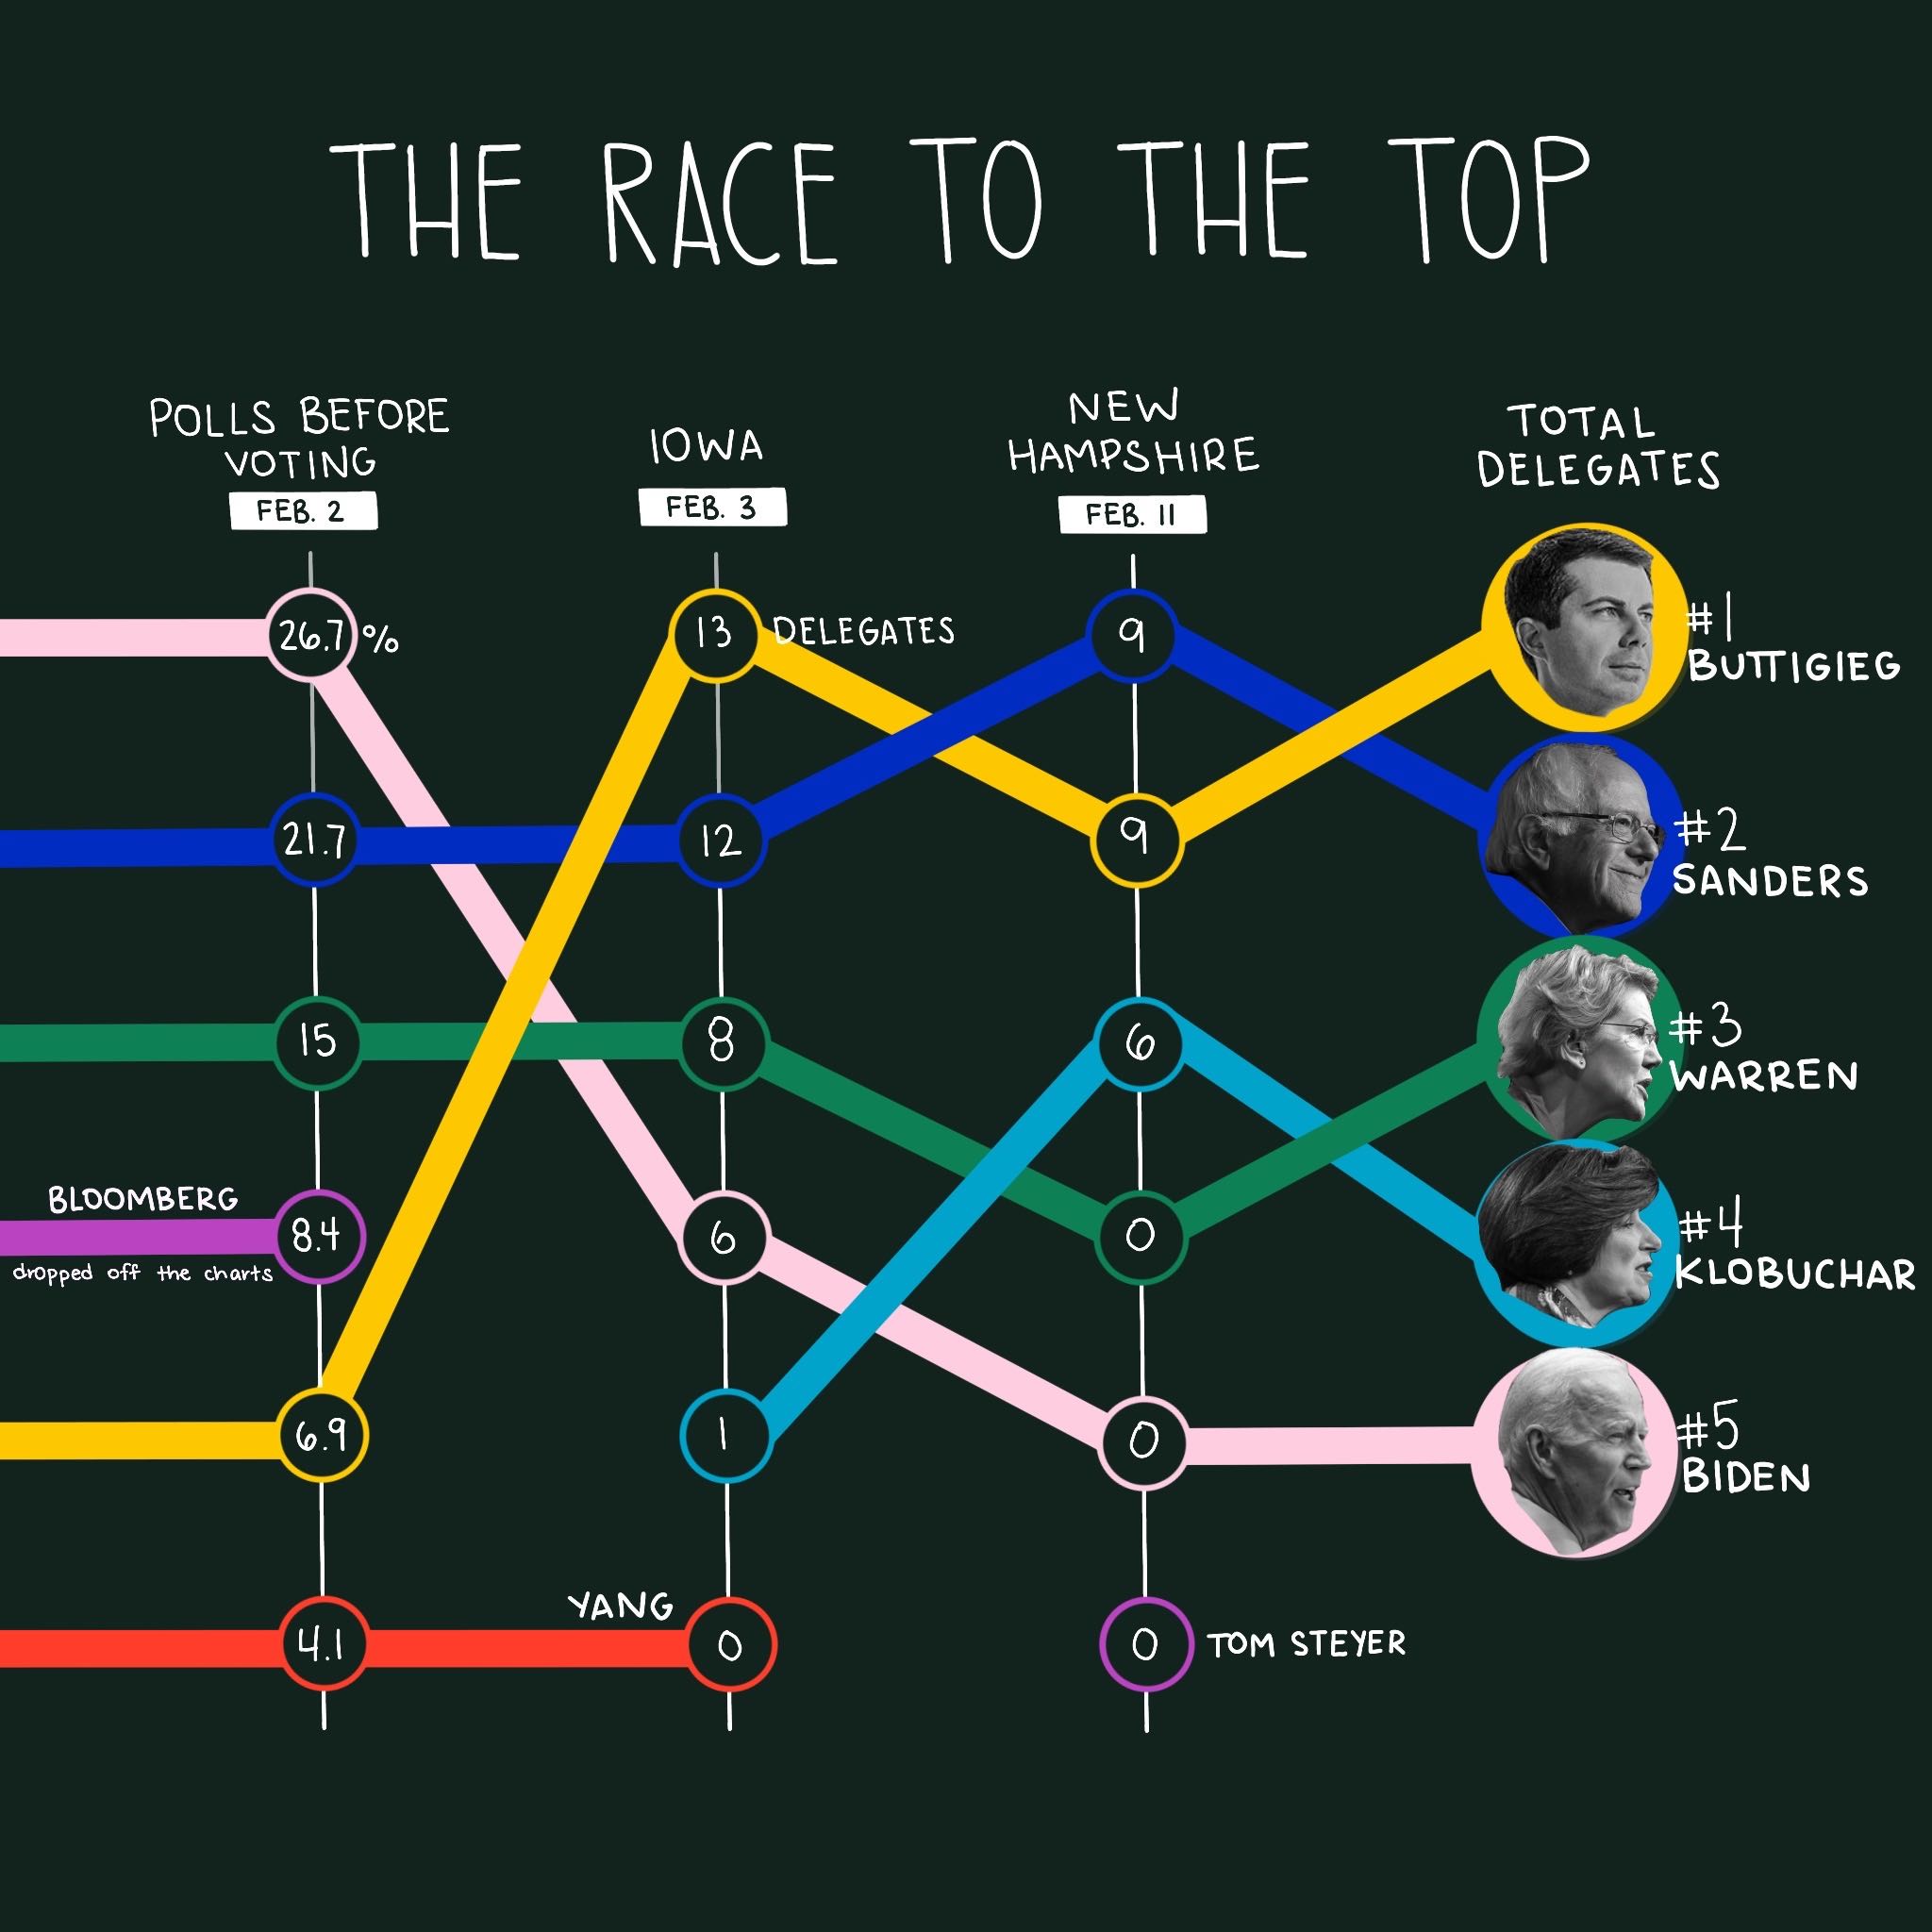 THE RACE TO THE TOP
POLLS BEFORE
VOTING
FEB. 2
IOWA
FEB. 3
NEW
HAMPSHIRE
FEB. 11
TOTAL
DELEGATES
26.7 %
13 DELEGATES
9
#1
BUTTIGIEG
21.7
12
9
#2
SANDERS
15
8
6
#3
WARREN
BLOOMBERG
8.4
dropped off the charts
6
0
#4
KLOBUCHAR
6.9
1
0
#5
BIDEN
4.1
YANG
0
0 TOM STEYER